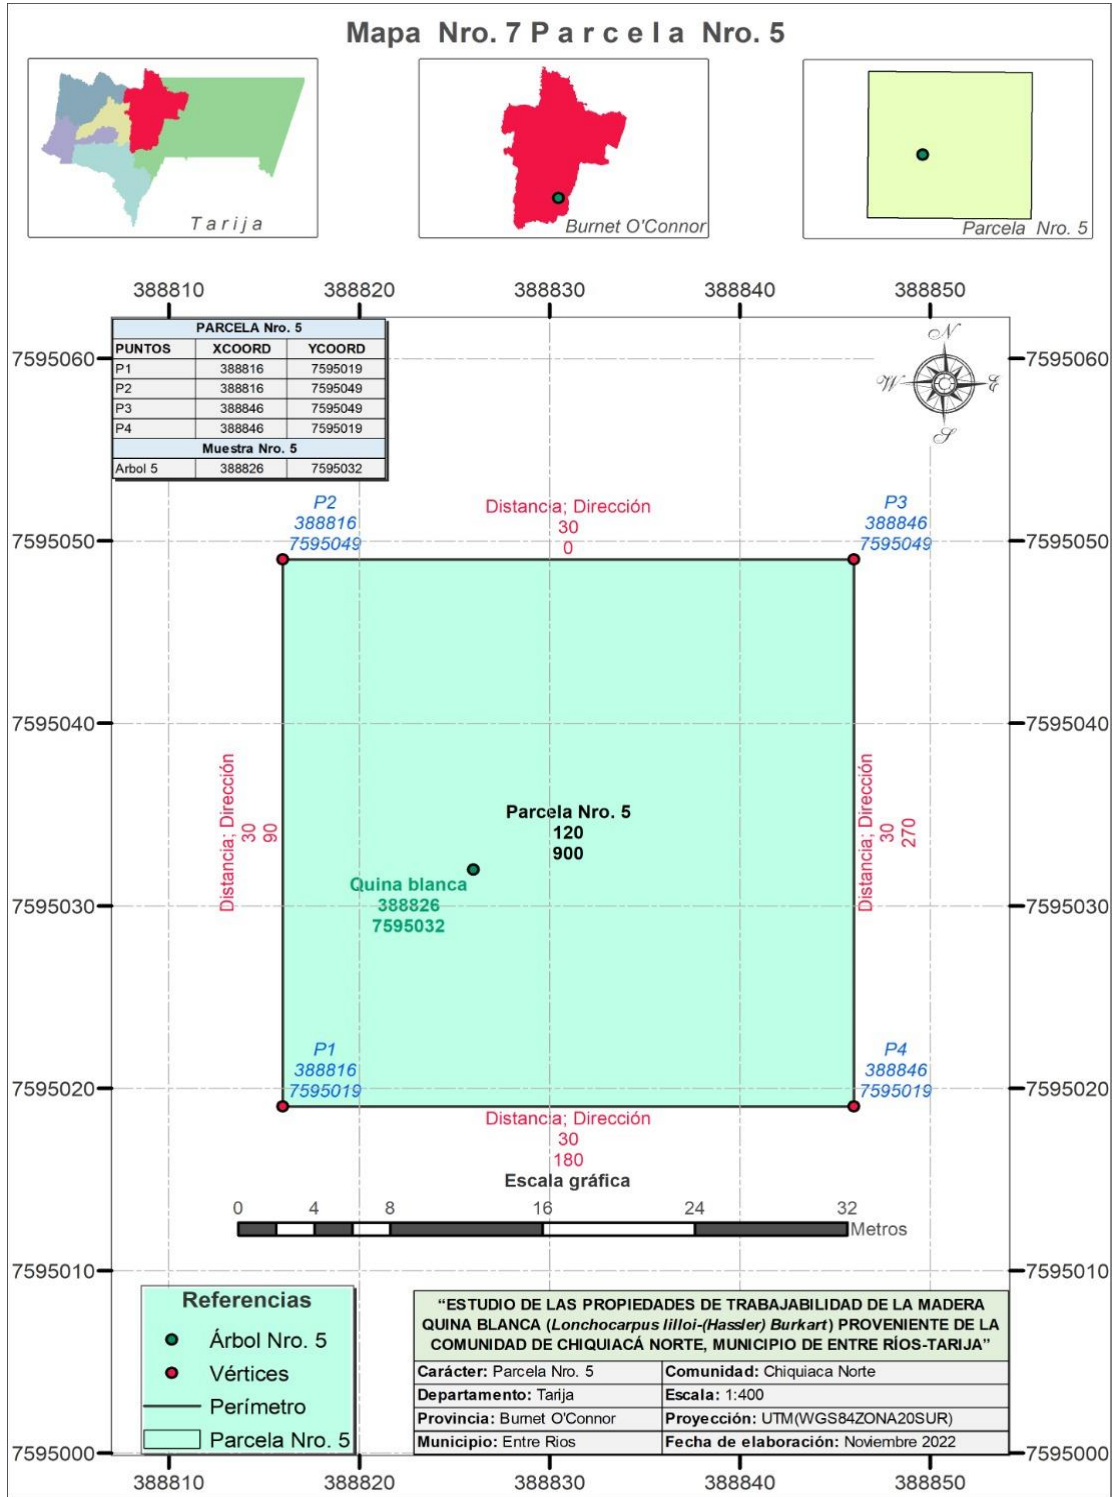 Mapa Nro. 7 P a r c e l a Nro. 5
T a r i j a
Burnet O'Connor
Parcela Nro. 5
388810 388820 388830 388840 388850
PARCELA Nro. 5
PUNTOS XCOORD YCOORD
P1 388816 7595019
P2 388816 7595049
P3 388846 7595049
P4 388846 7595019
Muestra Nro. 5
Arbol 5 388826 7595032
N
W E
S
7595060 7595060
P2
388816
7595049
Distancia; Dirección
30
0
P3
388846
7595049
7595050 7595050
7595040 7595040
Distancia; Dirección
30
90
Parcela Nro. 5
120
900
Distancia; Dirección
30
270
Quina blanca
388826
7595032
7595030 7595030
P1
388816
7595019
P4
388846
7595019
7595020 7595020
Distancia; Dirección
30
180
Escala gráfica
0 4 8 16 24 32
Metros
7595010 7595010
Referencias
Árbol Nro. 5
Vértices
Perímetro
Parcela Nro. 5
“ESTUDIO DE LAS PROPIEDADES DE TRABAJABILIDAD DE LA MADERA
QUINA BLANCA (Lonchocarpus lilloi-(Hassler) Burkart) PROVENIENTE DE LA
COMUNIDAD DE CHIQUIACÁ NORTE, MUNICIPIO DE ENTRE RÍOS-TARIJA”
Carácter: Parcela Nro. 5 Comunidad: Chiquiaca Norte
Departamento: Tarija Escala: 1:400
Provincia: Burnet O'Connor Proyección: UTM(WGS84ZONA20SUR)
Municipio: Entre Rios Fecha de elaboración: Noviembre 2022
7595000 7595000
388810 388820 388830 388840 388850